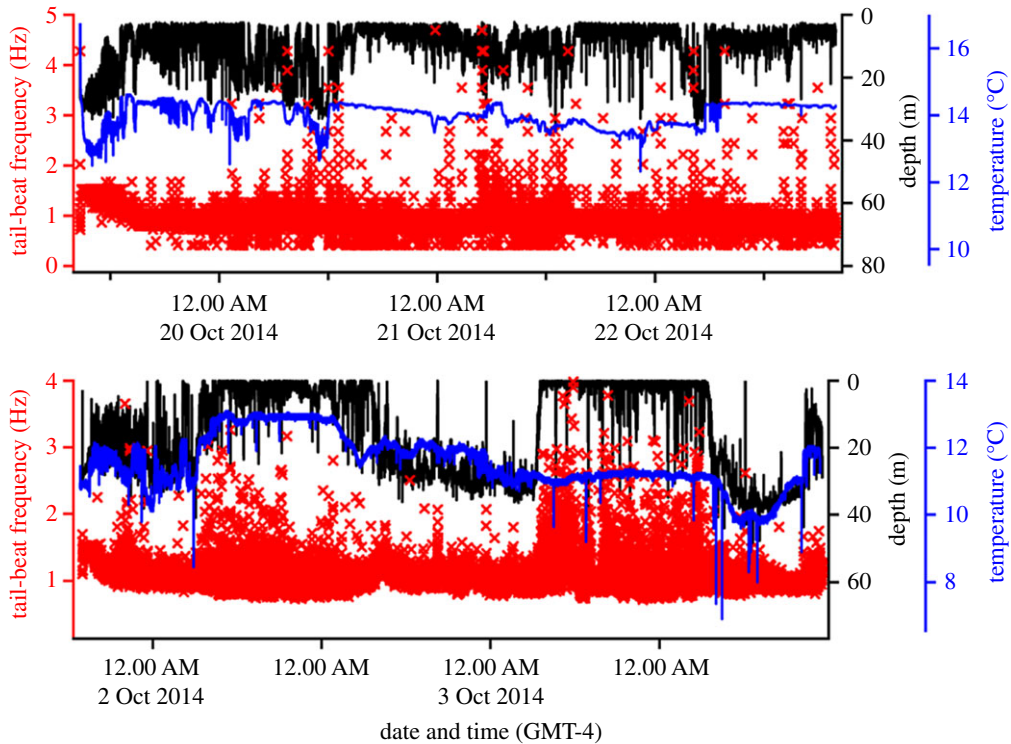 tail-beat frequency (Hz)
5
4
3
2
1
0
0
20
40
60
80
depth (m)
16
14
12
10
temperature (°C)
12.00 AM
20 Oct 2014
12.00 AM
21 Oct 2014
12.00 AM
22 Oct 2014
tail-beat frequency (Hz)
4
3
2
1
0
20
40
60
depth (m)
14
12
10
8
temperature (°C)
12.00 AM
2 Oct 2014
12.00 AM
12.00 AM
3 Oct 2014
12.00 AM
date and time (GMT-4)